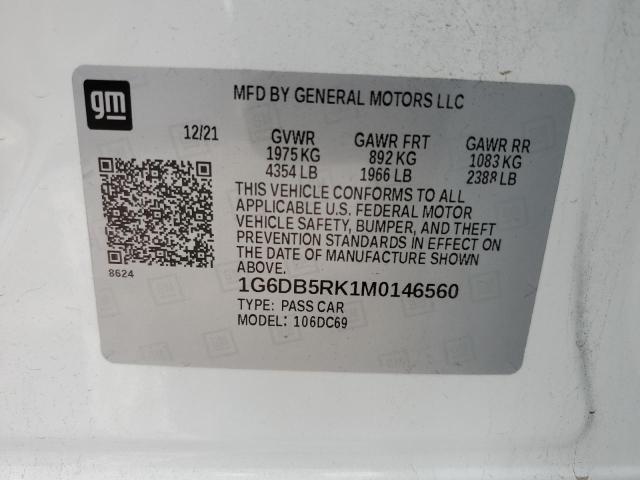 gm
MFD BY GENERAL MOTORS LLC
12/21 GVWR GAWR FRT GAWR RR
1975 KG 892 KG 1083 KG
4354 LB 1966 LB 2388 LB
THIS VEHICLE CONFORMS TO ALL
APPLICABLE U.S. FEDERAL MOTOR
VEHICLE SAFETY, BUMPER, AND THEFT
PREVENTION STANDARDS IN EFFECT ON
THE DATE OF MANUFACTURE SHOWN
ABOVE.
8624
1G6DB5RK1M0146560
TYPE: PASS CAR
MODEL: 106DC69